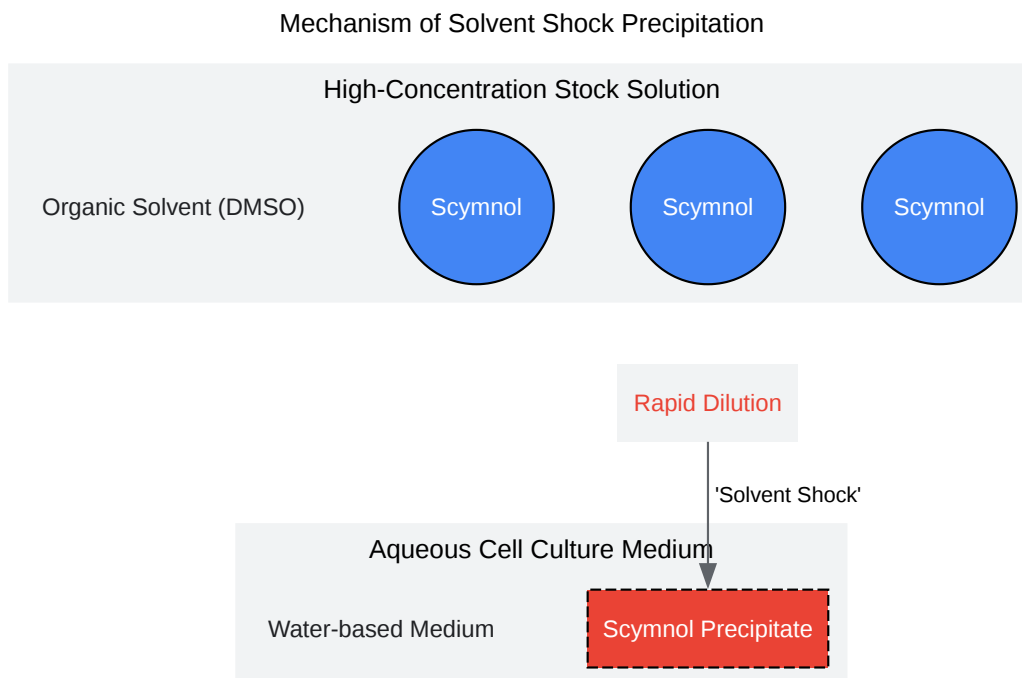 Mechanism of Solvent Shock Precipitation
High-Concentration Stock Solution
Organic Solvent (DMSO)
Scymnol
Scymnol
Scymnol
Rapid Dilution
'Solvent Shock'
Aqueous Cell Culture Medium
Water-based Medium
Scymnol Precipitate